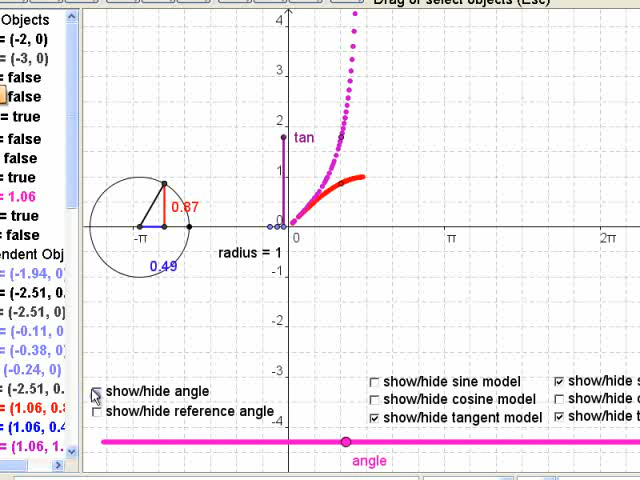 Drag or select objects (Esc)
Objects
= (-2, 0)
= (-3, 0)
= false
false
= true
= false
false
= true
= 1.06
= true
= false
endent Obj
= (-1.94, 0
= (-2.51, 0.
= (-2.51, 0
= (-0.11, 0
= (-0.38, 0
= (-0.24, 0)
= (-2.51, 0.
= (1.06, 0.8
= (1.06, 0.4
= (1.06, 1.
4
3
2
1
0
-1
-2
-3
-4
tan
0.87
0.49
-π
0
π
2π
radius = 1
show/hide angle
show/hide reference angle
show/hide sine model
show/hide cosine model
show/hide tangent model
show/hide s
show/hide c
show/hide t
angle